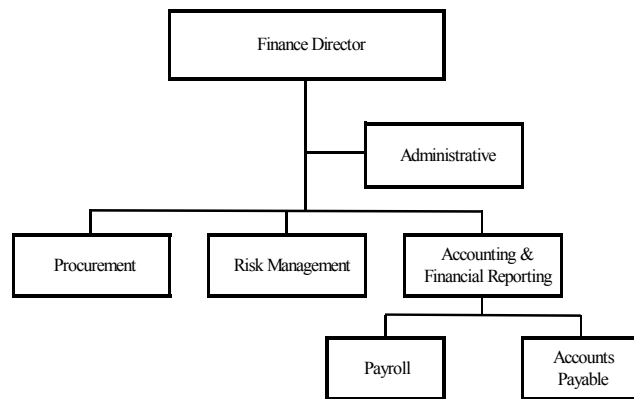 Finance Director
Administrative
Procurement
Risk Management
Accounting &
Financial Reporting
Payroll
Accounts
Payable